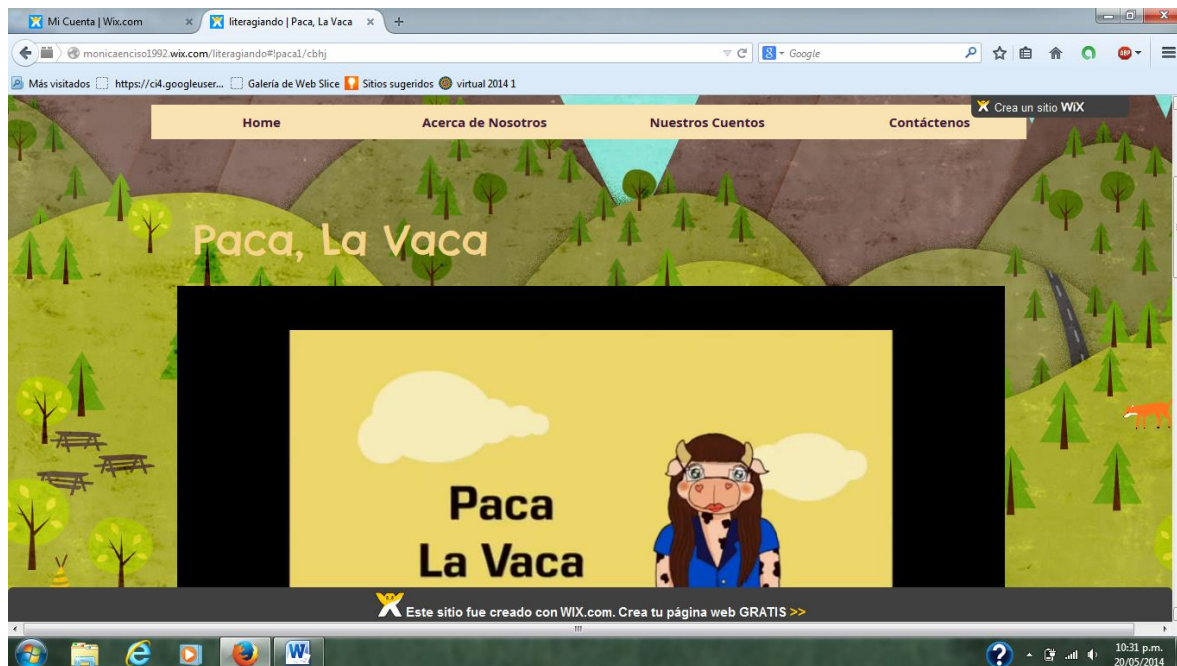 Mi Cuenta | Wix.com
literagiando | Paca, La Vaca
monicaenciso1992.wix.com/literagiando#!paca1/cbhj
Google
Más visitados
https://ci4.googleuser...
Galería de Web Slice
Sitios sugeridos
virtual 2014 1
Crea un sitio WiX
Home
Acerca de Nosotros
Nuestros Cuentos
Contáctenos
Paca, La Vaca
Paca
La Vaca
Este sitio fue creado con WIX.com. Crea tu página web GRATIS >>
10:31 p.m.
20/05/2014